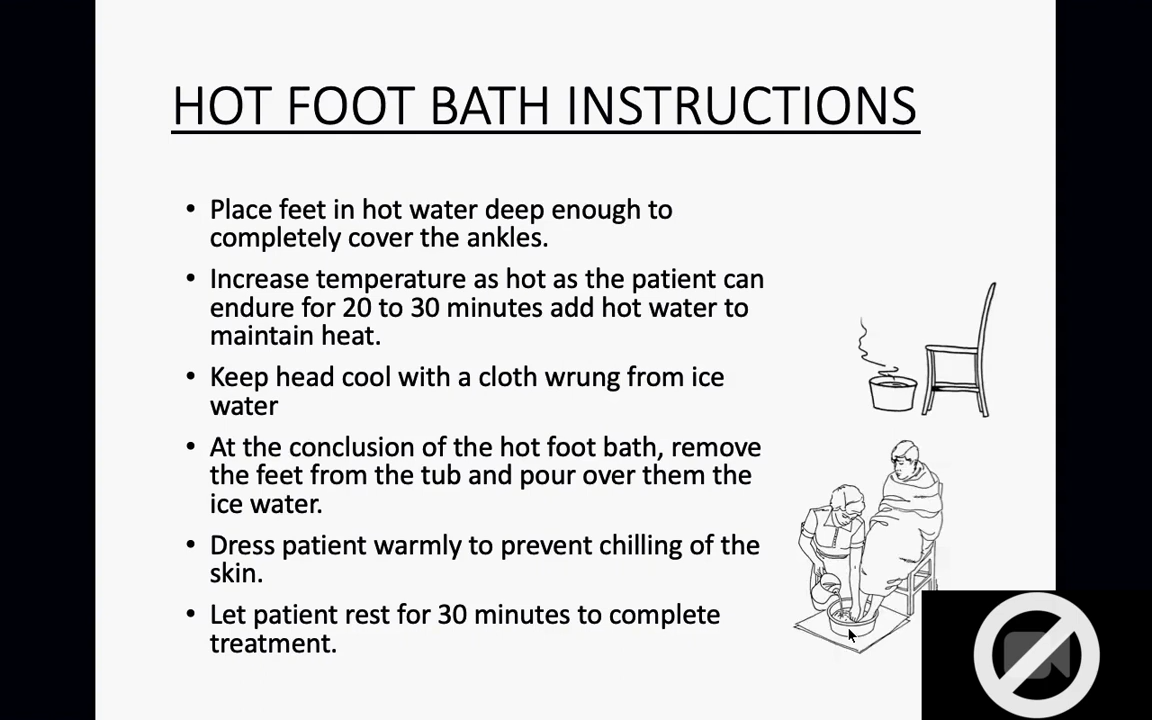 HOT FOOT BATH INSTRUCTIONS
• Place feet in hot water deep enough to
completely cover the ankles.
• Increase temperature as hot as the patient can
endure for 20 to 30 minutes add hot water to
maintain heat.
• Keep head cool with a cloth wrung from ice
water
• At the conclusion of the hot foot bath, remove
the feet from the tub and pour over them the
ice water.
• Dress patient warmly to prevent chilling of the
skin.
• Let patient rest for 30 minutes to complete
treatment.